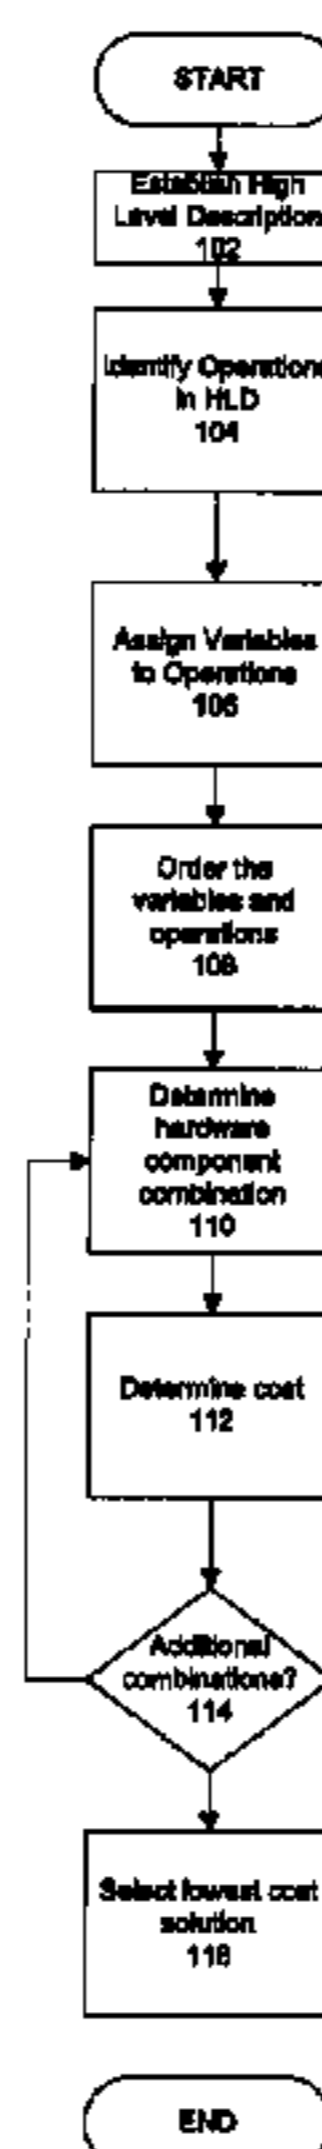 START
Establish High
Level Description
102
Identify Operations
in HLD
104
Assign Variables
to Operations
106
Order the
variables and
operations
108
Determine
hardware
component
combination
110
Determine cost
112
Additional
combinations?
114
Select lowest cost
solution
116
END